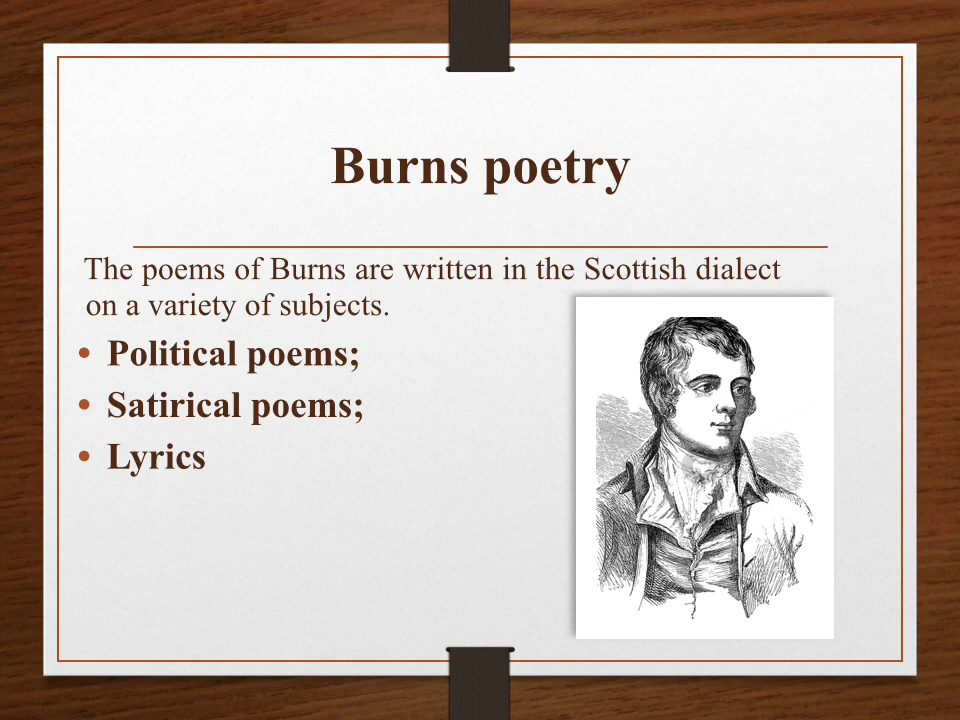 Burns poetry
The poems of Burns are written in the Scottish dialect
on a variety of subjects.
• Political poems;
• Satirical poems;
• Lyrics